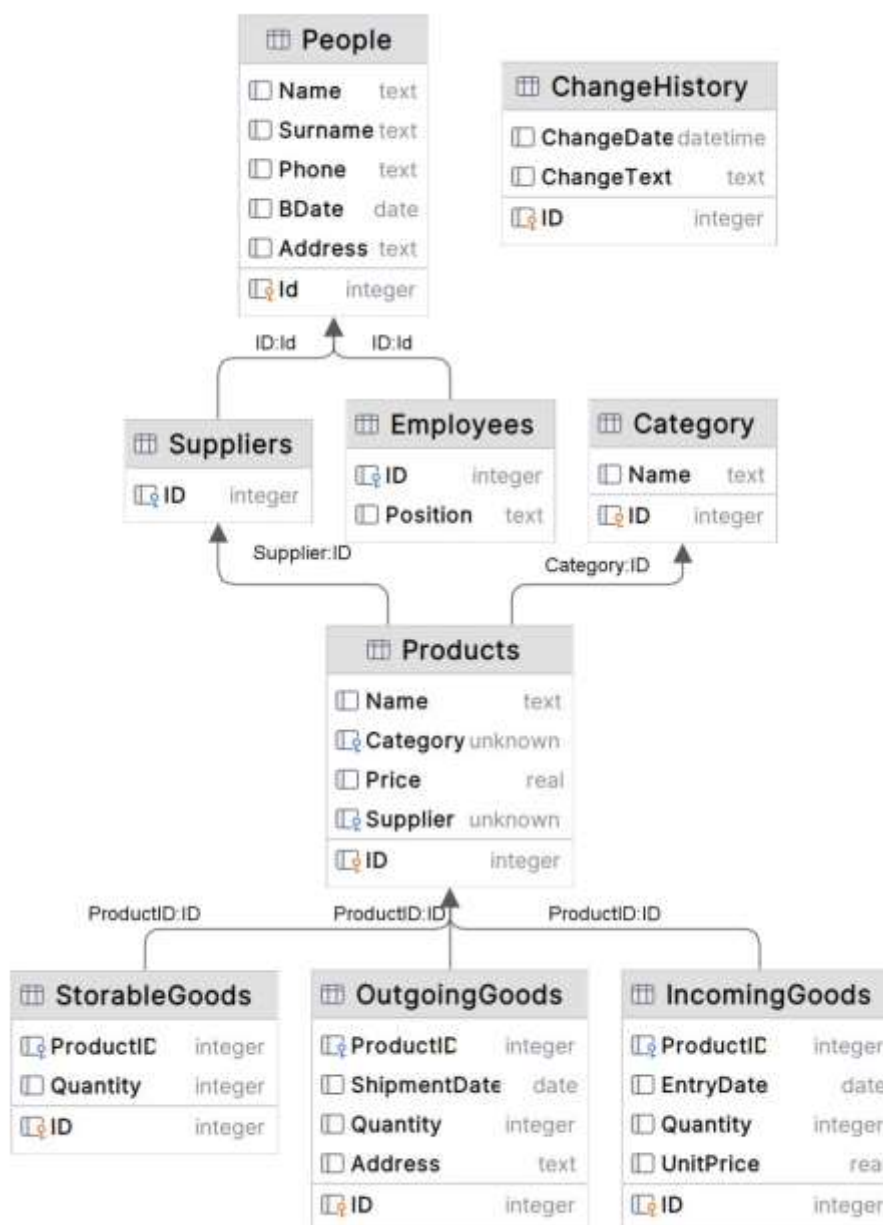 People
Name text
Surname text
Phone text
BDate date
Address text
Id integer
ChangeHistory
ChangeDate datetime
ChangeText text
ID integer
ID:Id ID:Id
Suppliers
ID integer
Employees
ID integer
Position text
Category
Name text
ID integer
Supplier:ID
Category:ID
Products
Name text
Category unknown
Price real
Supplier unknown
ID integer
ProductID:ID ProductID:ID ProductID:ID
StorableGoods
ProductID integer
Quantity integer
ID integer
OutgoingGoods
ProductID integer
ShipmentDate date
Quantity integer
Address text
ID integer
IncomingGoods
ProductID integer
EntryDate date
Quantity integer
UnitPrice real
ID integer